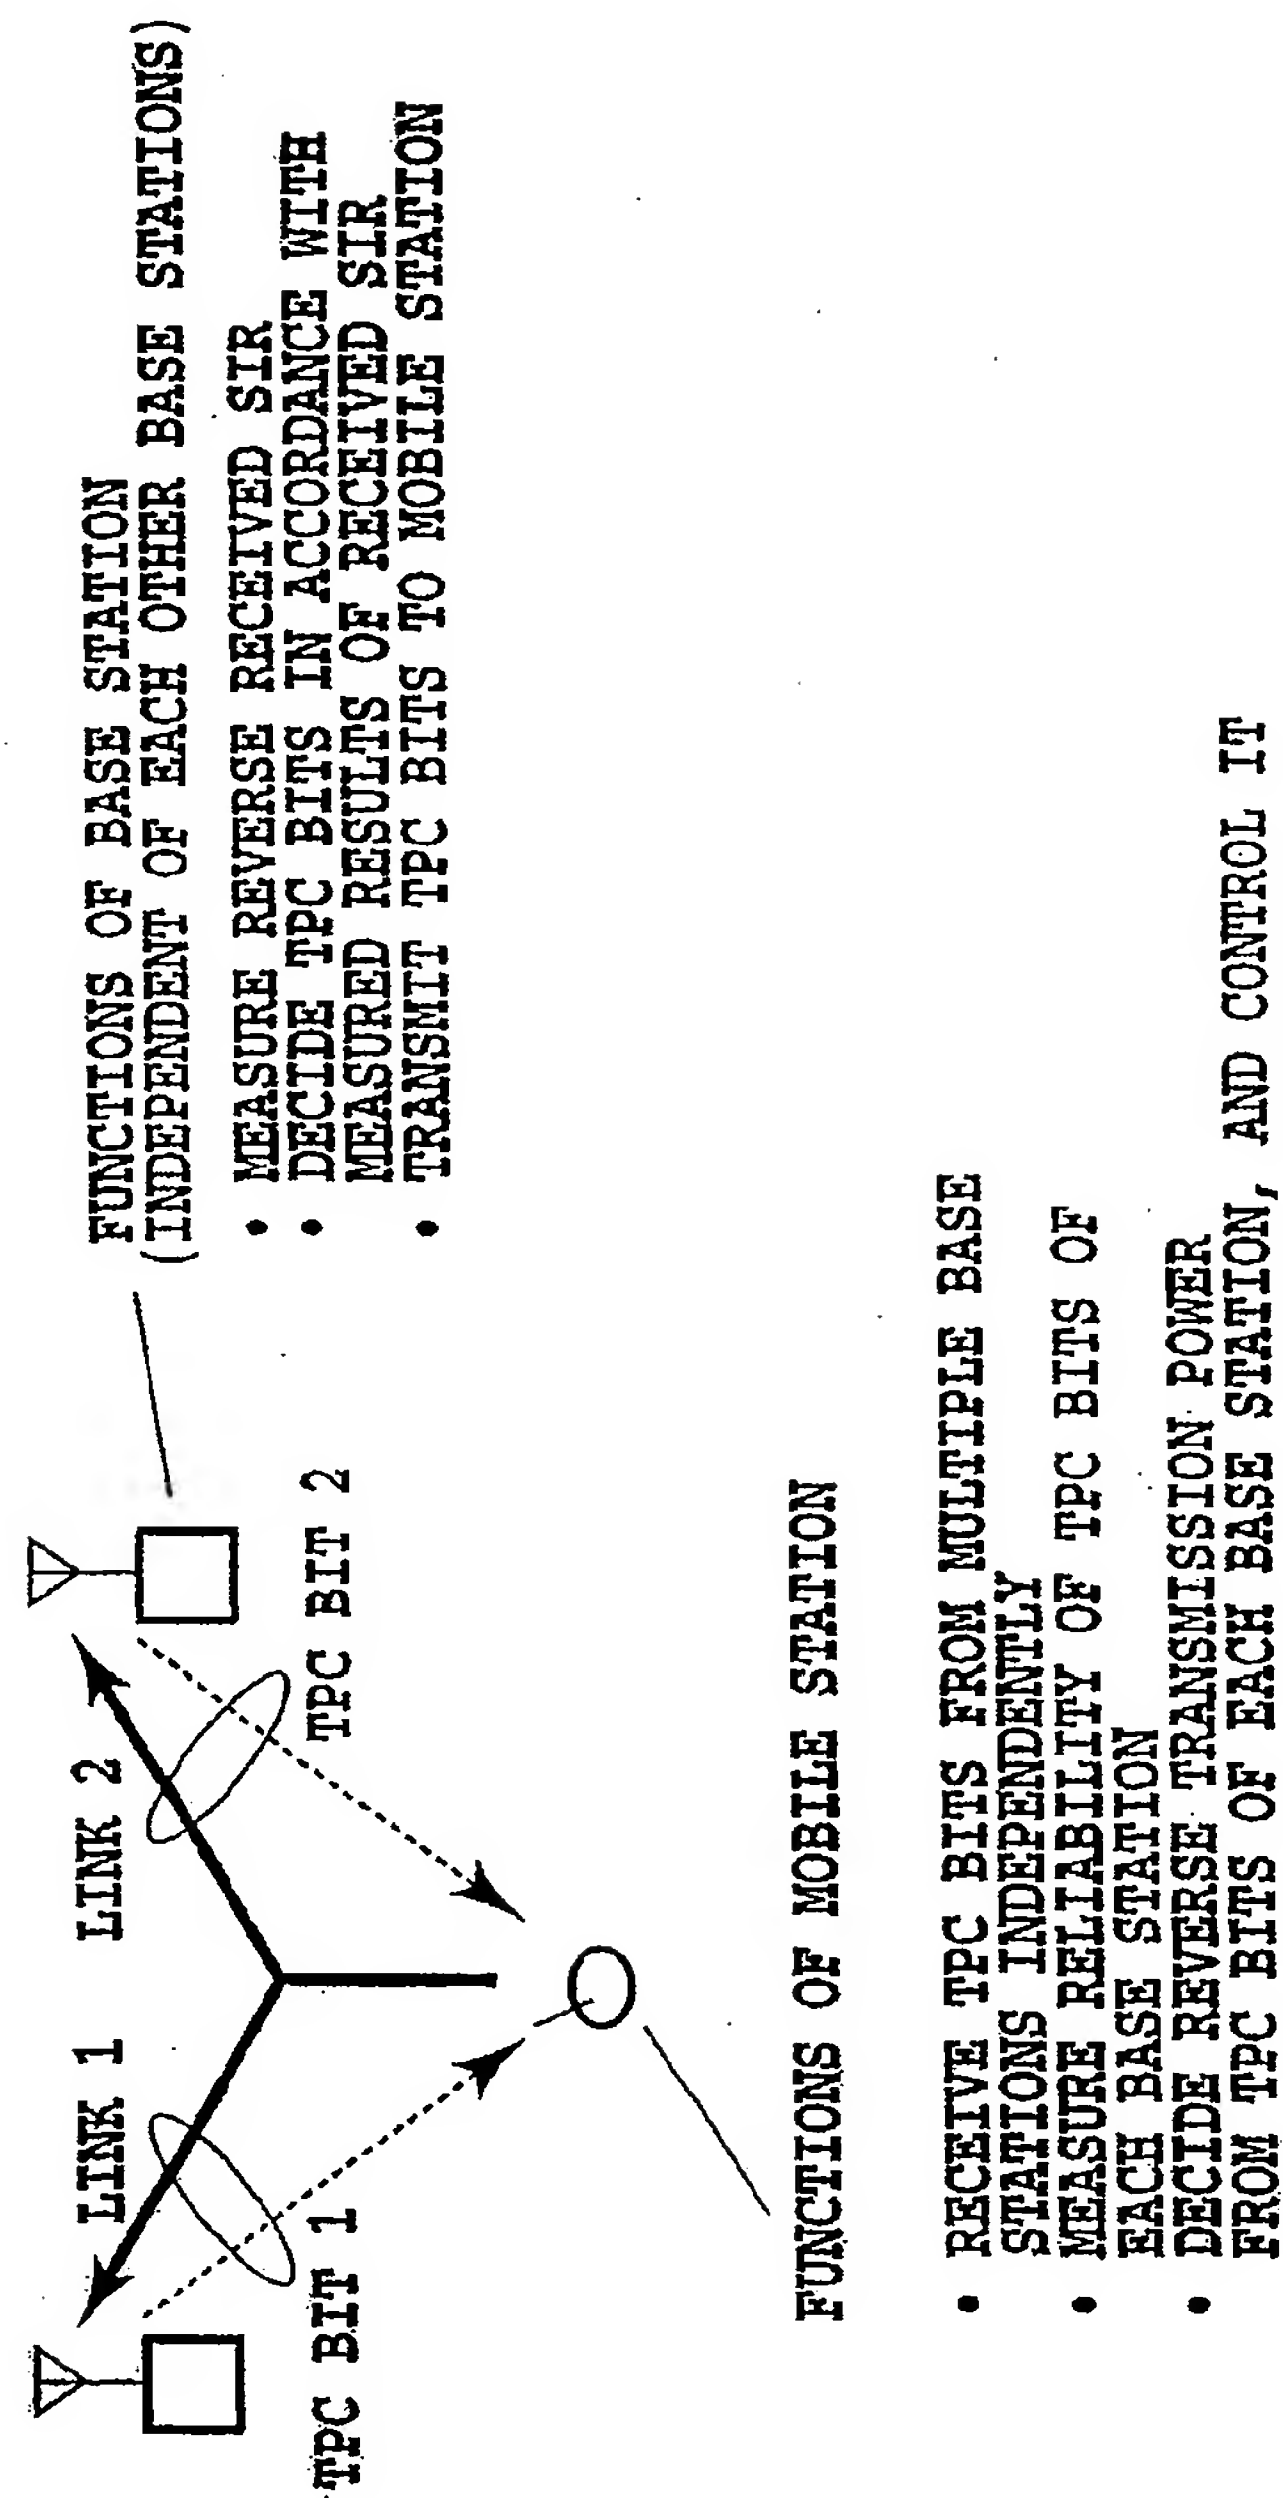 LINK 1
LINK 2
TPC BIT 1
TPC BIT 2
FUNCTIONS OF BASE STATION
(INDEPENDENT OF EACH OTHER BASE STATIONS)
• MEASURE REVERSE RECEIVED SIR
• DECIDE TPC BITS IN ACCORDANCE WITH
MEASURED RESULTS OF RECEIVED SIR
• TRANSMIT TPC BITS TO MOBILE STATION
FUNCTIONS OF MOBILE STATION
• RECEIVE TPC BITS FROM MULTIPLE BASE
STATIONS INDEPENDENTLY
• MEASURE RELIABILITY OF TPC BITS OF
EACH BASE STATION
• DECIDE REVERSE TRANSMISSION POWER
FROM TPC BITS OF EACH BASE STATION, AND CONTROL IT